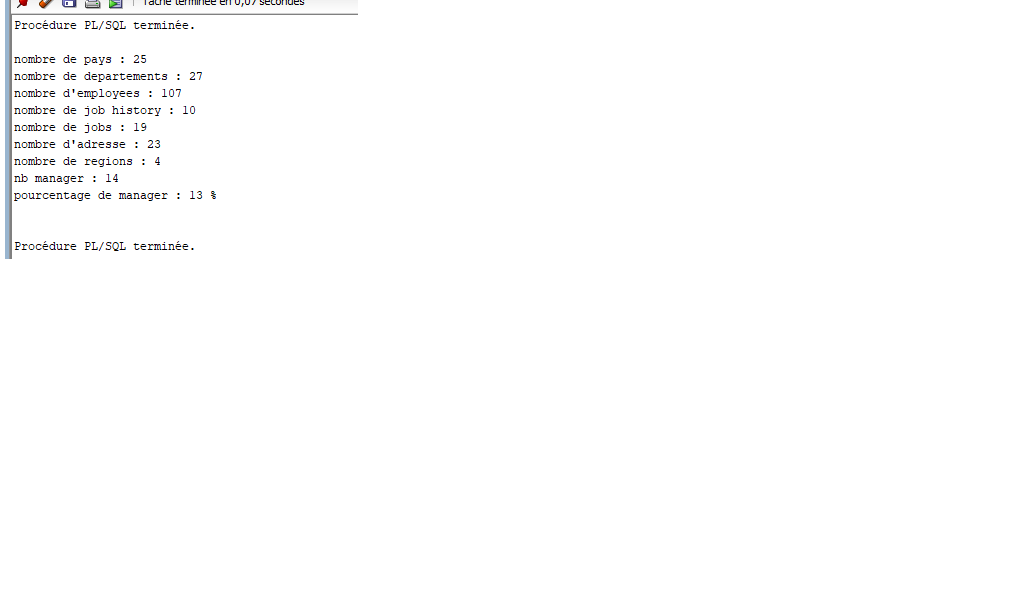 Tâche terminée en 0,07 secondes
Procédure PL/SQL terminée.
nombre de pays : 25
nombre de departements : 27
nombre d'employees : 107
nombre de job history : 10
nombre de jobs : 19
nombre d'adresse : 23
nombre de regions : 4
nb manager : 14
pourcentage de manager : 13 %
Procédure PL/SQL terminée.